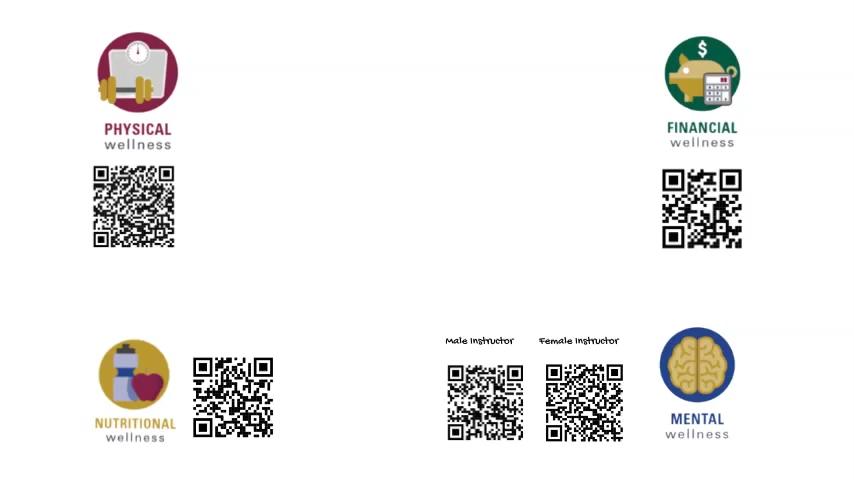 $
PHYSICAL
wellness
FINANCIAL
wellness
Male Instructor
Female Instructor
NUTRITIONAL
wellness
MENTAL
wellness